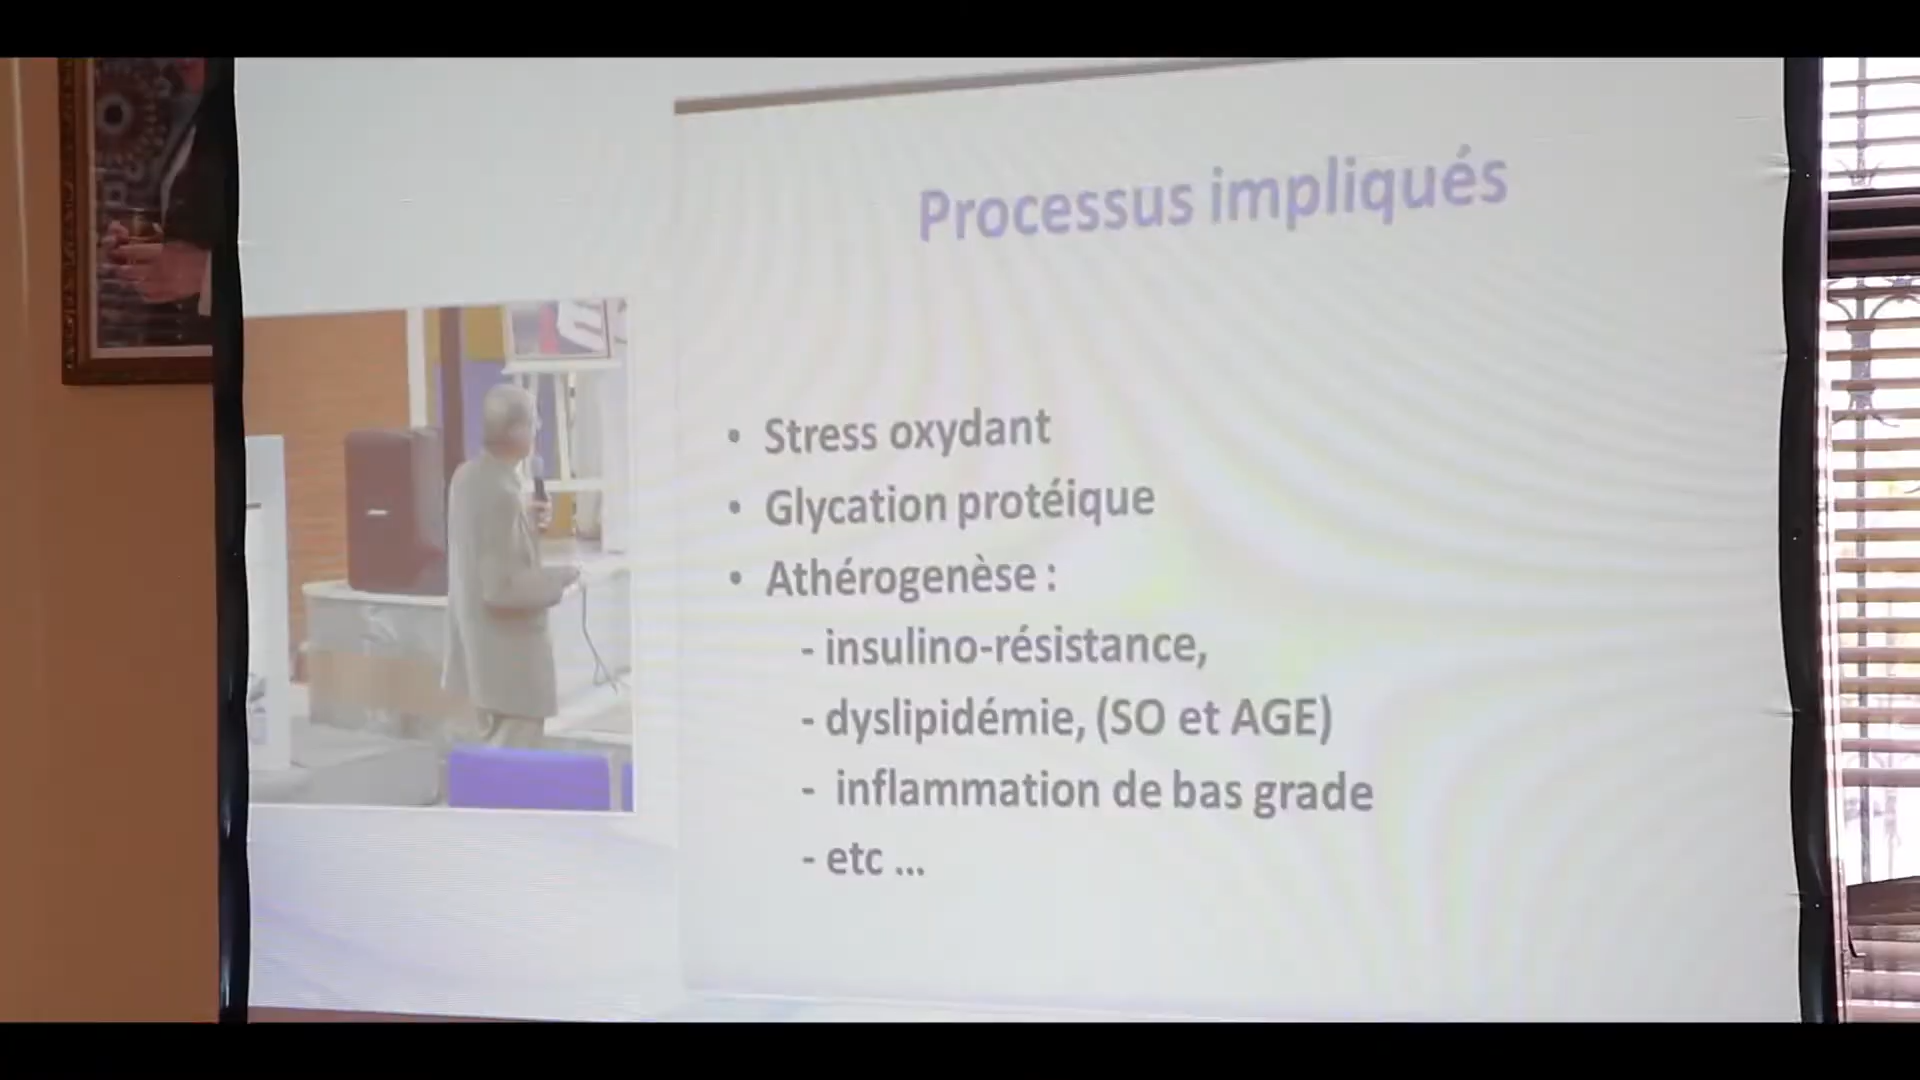 Processus impliqués
• Stress oxydant
• Glycation protéique
• Athérogenèse :
- insulino-résistance,
- dyslipidémie, (SO et AGE)
- inflammation de bas grade
- etc ...